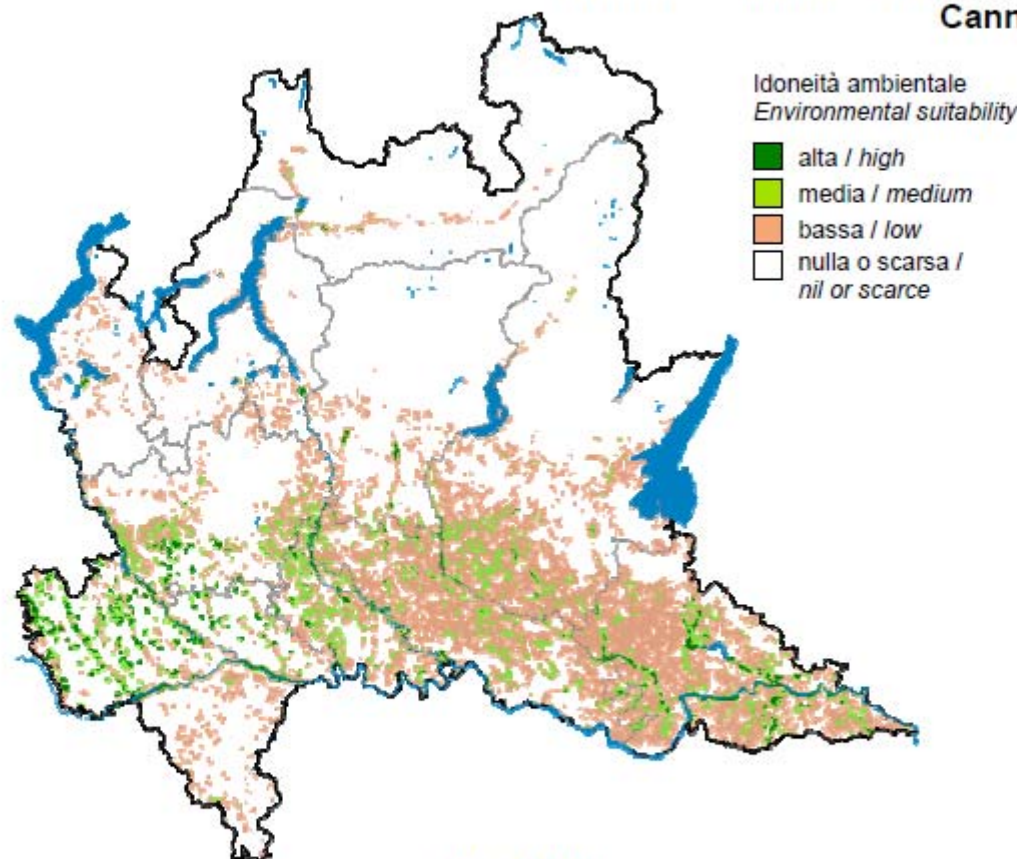 Cann
Idoneità ambientale
Environmental suitability
alta / high
media / medium
bassa / low
nulla o scarsa /
nil or scarce